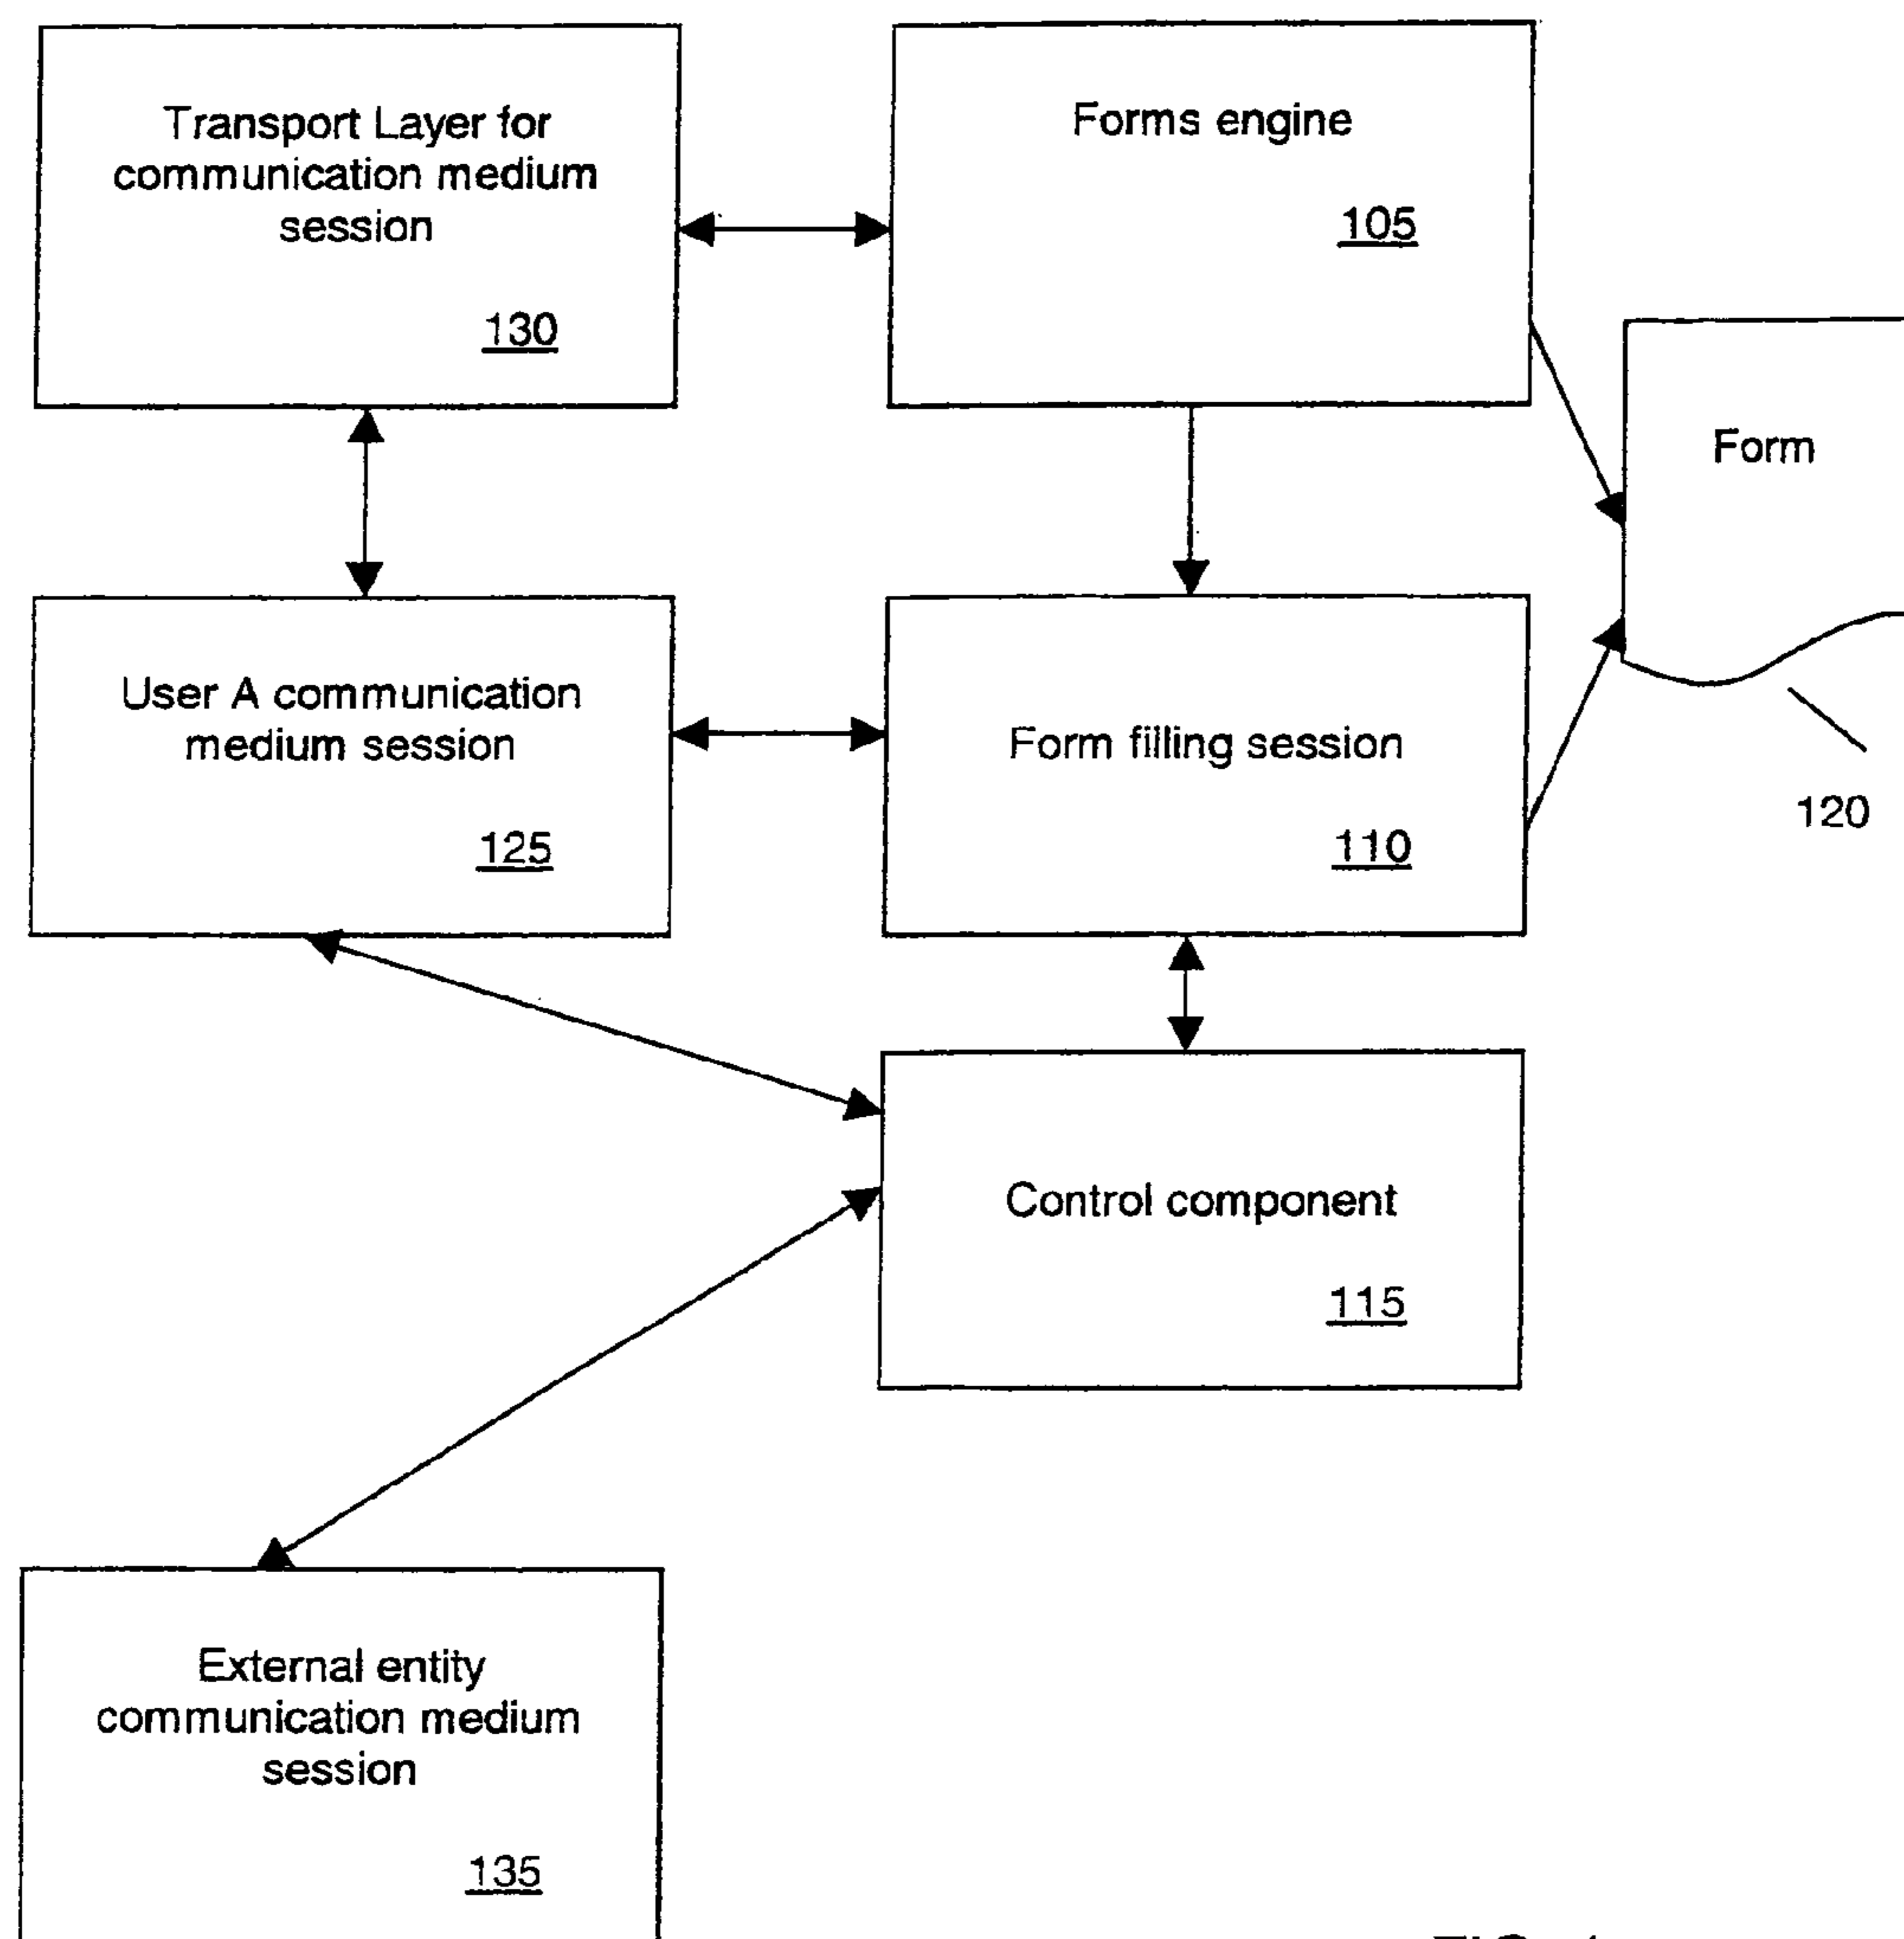 Transport Layer for
communication medium
session
130
Forms engine
105
Form
120
User A communication
medium session
125
Form filling session
110
Control component
115
External entity
communication medium
session
135